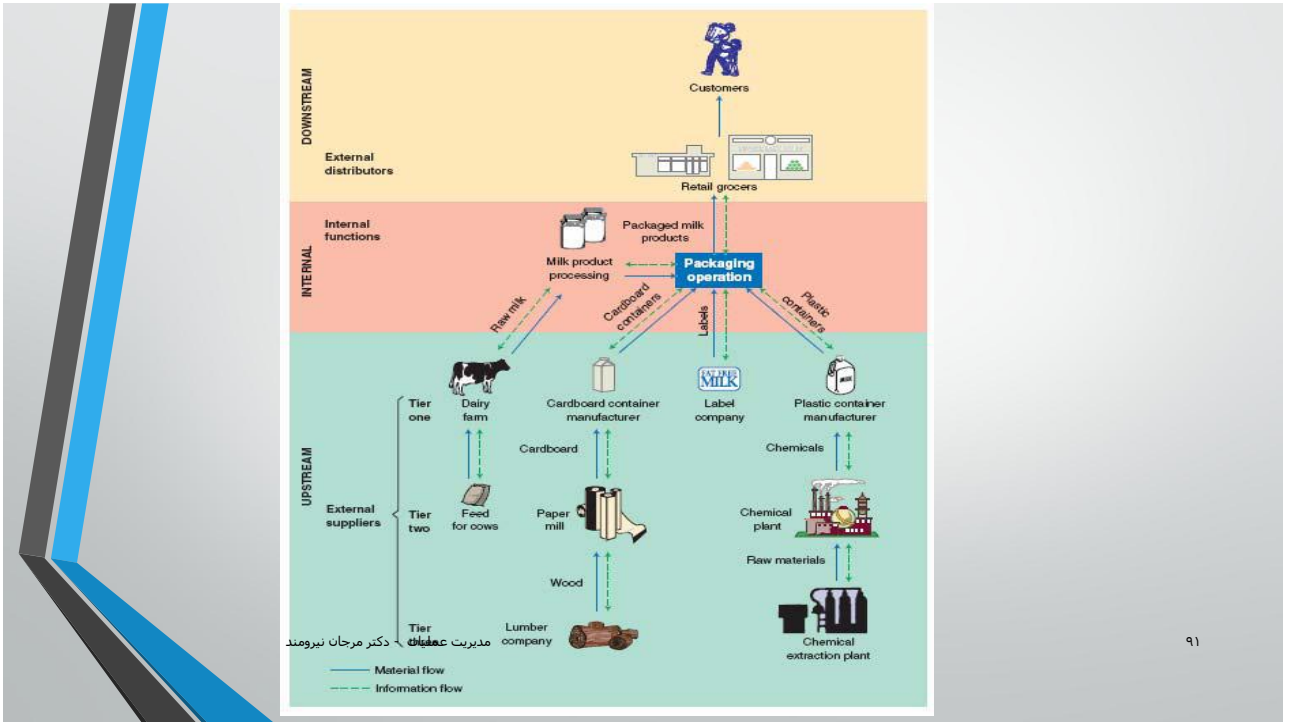 Customers
DOWNSTREAM
External
distributors
Retail grocers
Internal
functions
Packaged milk
products
INTERNAL
Milk product
processing
Packaging
operation
Raw milk
Cardboard
containers
Labels
Plastic
containers
FAT FREE
MILK
Tier
one
Dairy
farm
Cardboard container
manufacturer
Label
company
Plastic container
manufacturer
UPSTREAM
Cardboard
Chemicals
External
suppliers
Tier
two
Feed
for cows
Paper
mill
Chemical
plant
Wood
Raw materials
Tier
Lumber
company
Chemical
extraction plant
مدیریت عملیات - دکتر مرجان نیرومند
۹۱
Material flow
Information flow